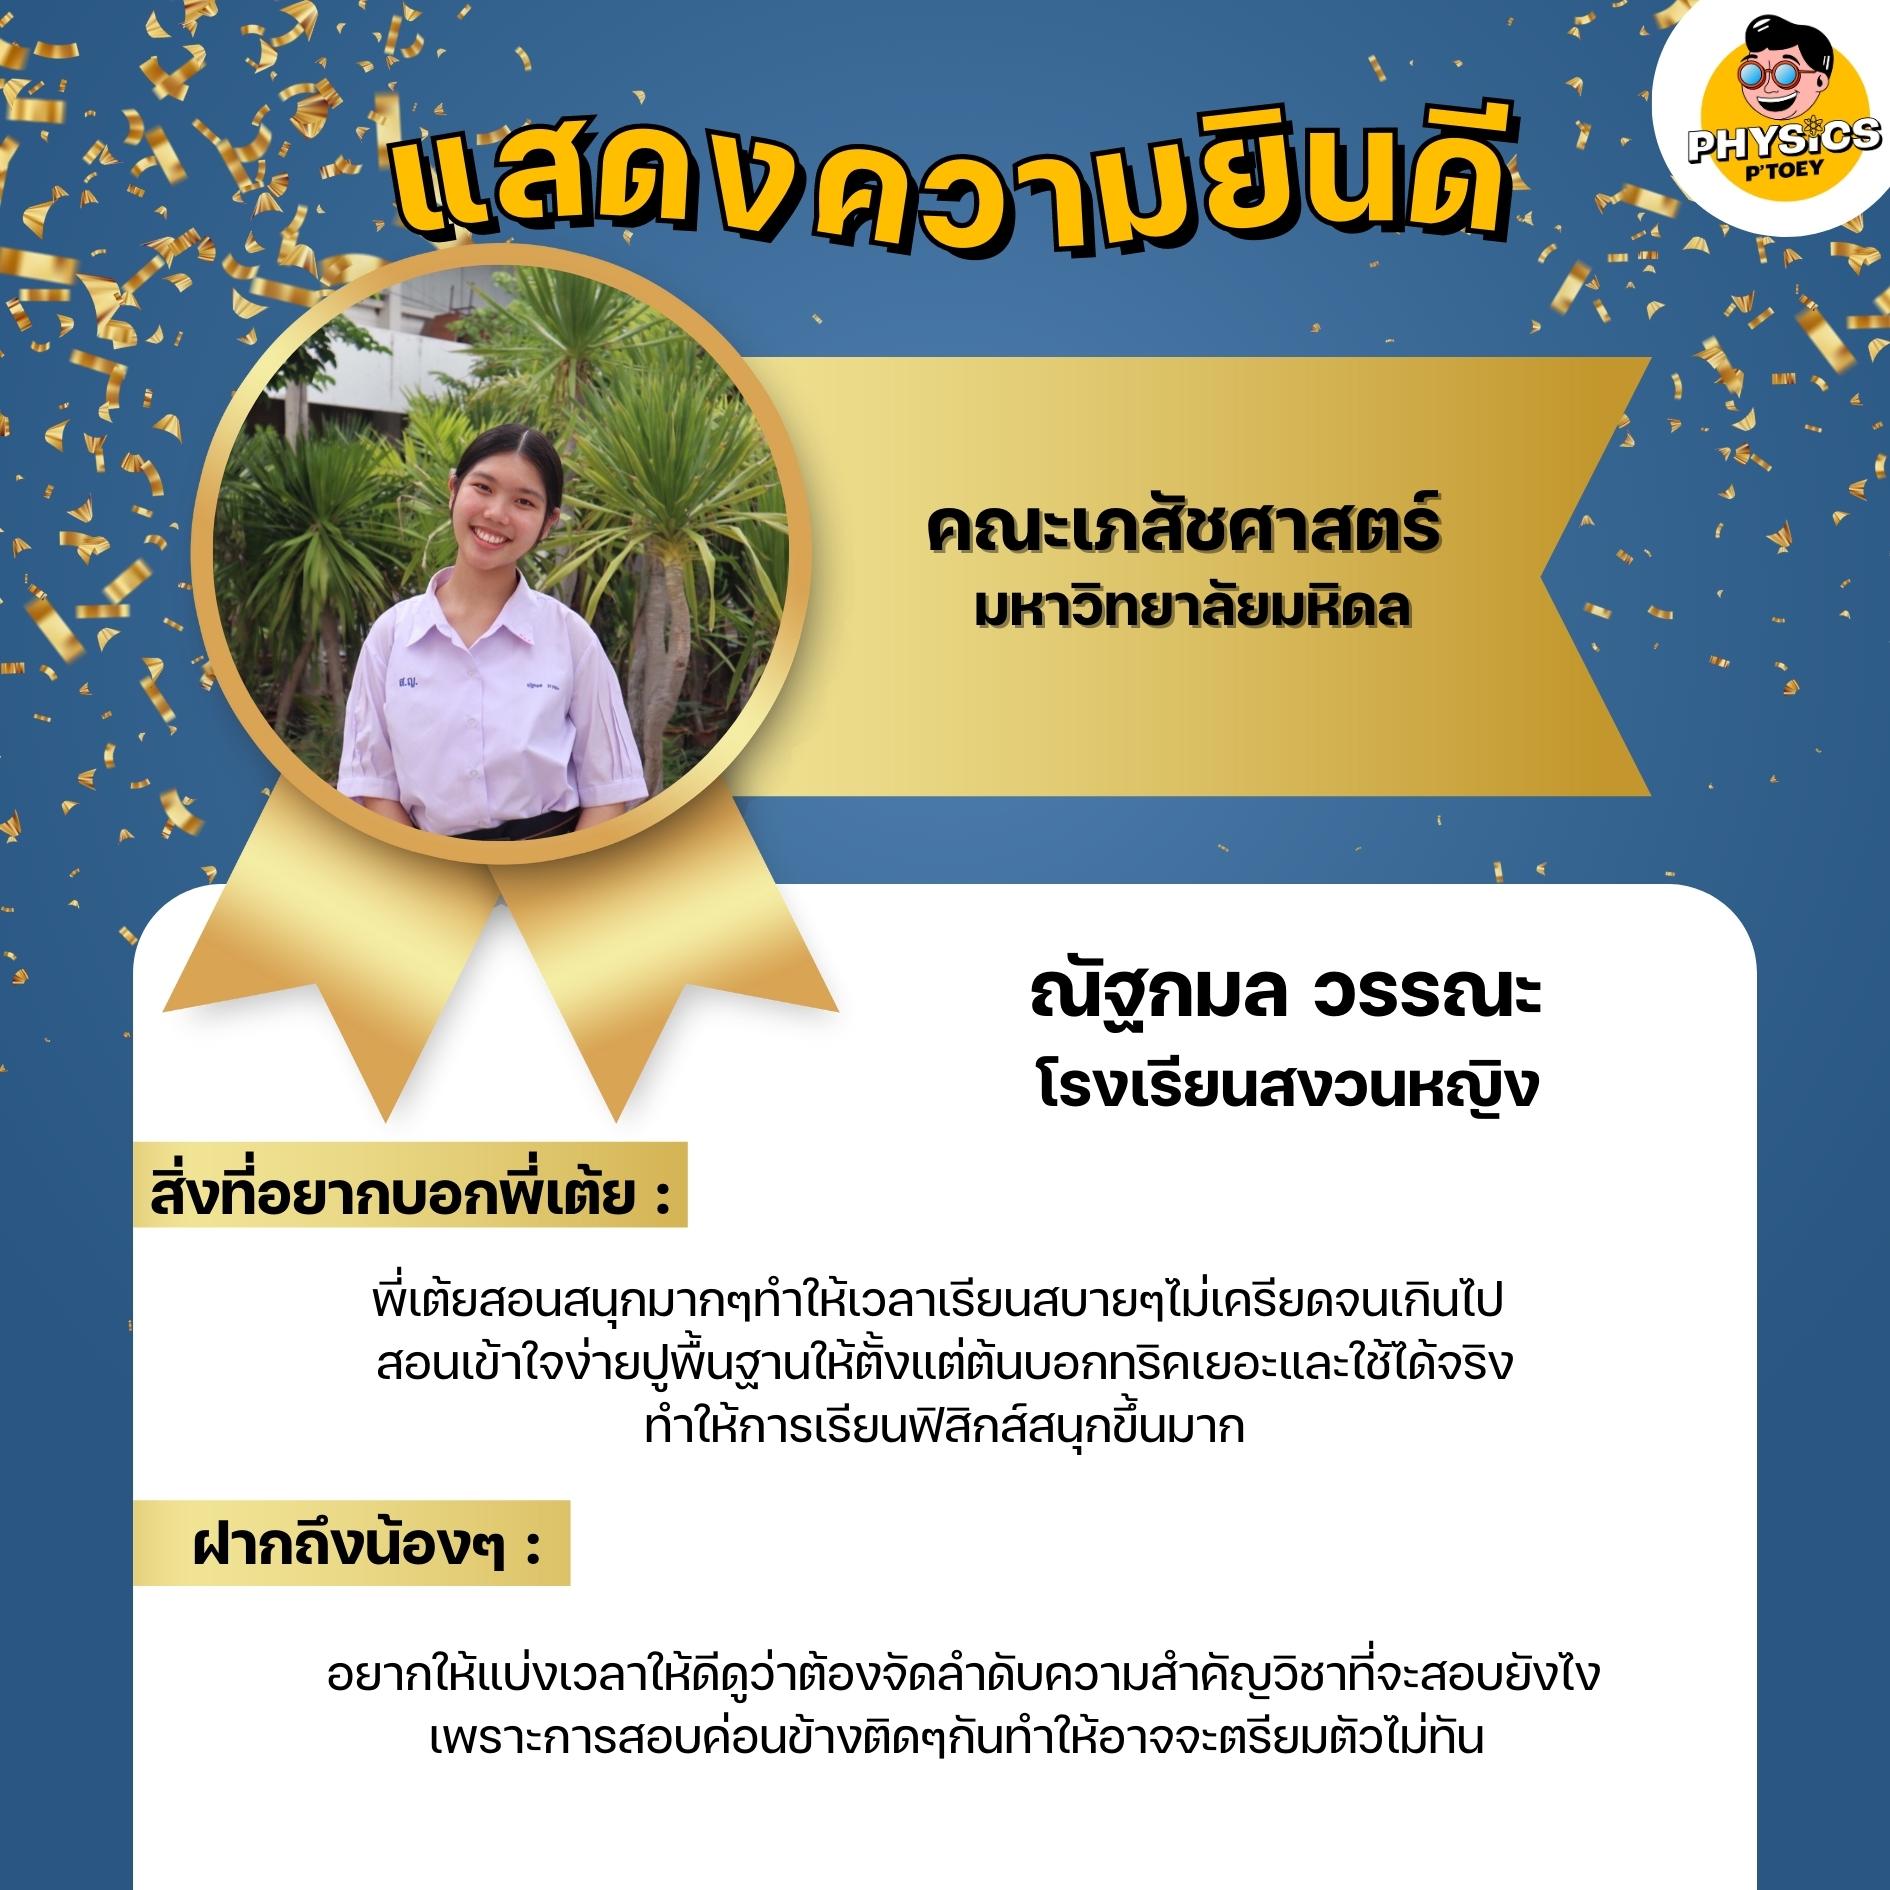 แสดงความยินดี
PHYSiCS
P'TOEY
คณะเภสัชศาสตร์
มหาวิทยาลัยมหิดล
ส.ญ.
ณัฐกมล วรรณะ
โรงเรียนสงวนหญิง
สิ่งที่อยากบอกพี่เต้ย :
พี่เต้ยสอนสนุกมากๆทำให้เวลาเรียนสบายๆไม่เครียดจนเกินไป
สอนเข้าใจง่ายปูพื้นฐานให้ตั้งแต่ต้นบอกทริคเยอะและใช้ได้จริง
ทำให้การเรียนฟิสิกส์สนุกขึ้นมาก
ฝากถึงน้องๆ :
อยากให้แบ่งเวลาให้ดีดูว่าต้องจัดลำดับความสำคัญวิชาที่จะสอบยังไง
เพราะการสอบค่อนข้างติดๆกันทำให้อาจจะตรียมตัวไม่ทัน